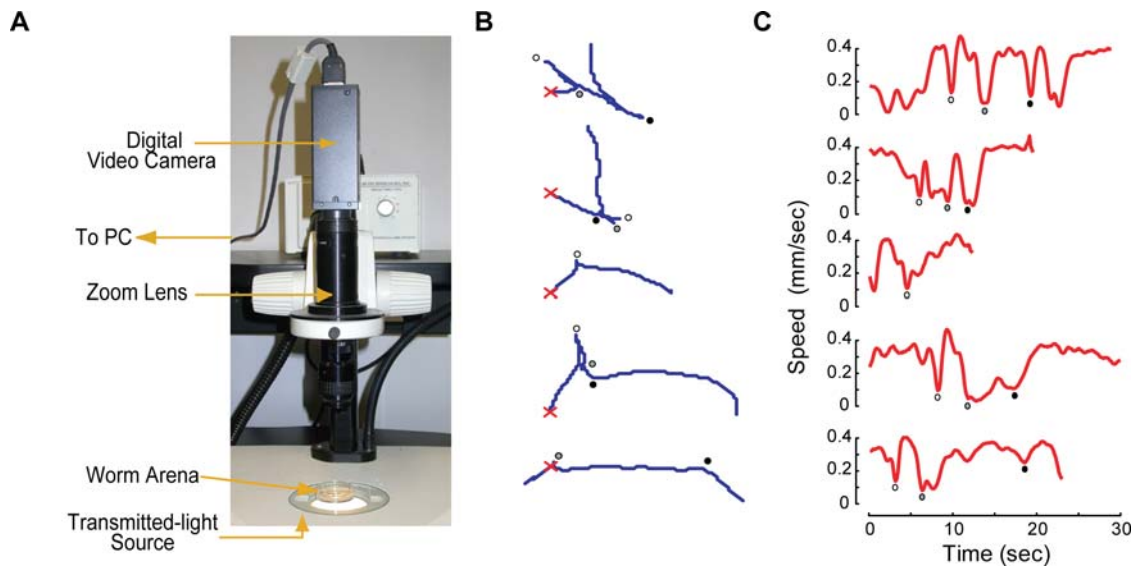 A
Digital
Video Camera
To PC
Zoom Lens
Worm Arena
Transmitted-light
Source
B
C
Speed (mm/sec)
0.4
0.2
0
0.4
0.2
0
0.4
0.2
0
0.4
0.2
0
0.4
0.2
0
0 10 20 30
Time (sec)